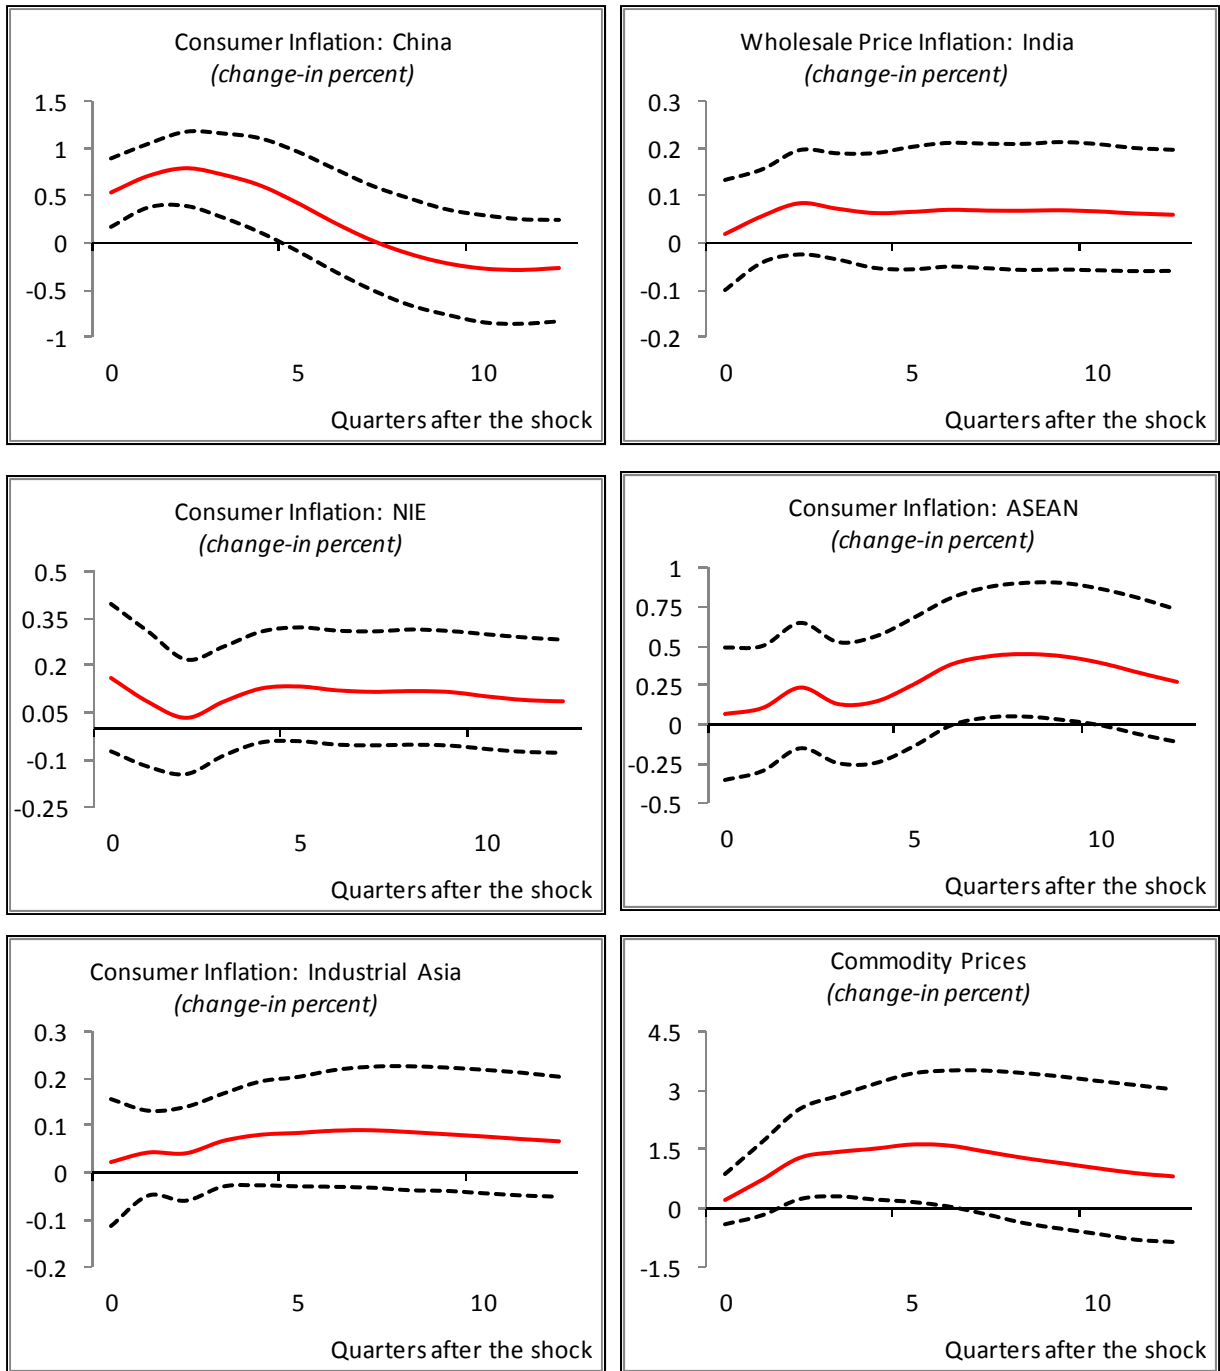 Consumer Inflation: China
(change-in percent)
1.5
1
0.5
0
-0.5
-1
0 5 10
Quarters after the shock
Wholesale Price Inflation: India
(change-in percent)
0.3
0.2
0.1
0
-0.1
-0.2
0 5 10
Quarters after the shock
Consumer Inflation: NIE
(change-in percent)
0.5
0.35
0.2
0.05
-0.1
-0.25
0 5 10
Quarters after the shock
Consumer Inflation: ASEAN
(change-in percent)
1
0.75
0.5
0.25
0
-0.25
-0.5
0 5 10
Quarters after the shock
Consumer Inflation: Industrial Asia
(change-in percent)
0.3
0.2
0.1
0
-0.1
-0.2
0 5 10
Quarters after the shock
Commodity Prices
(change-in percent)
4.5
3
1.5
0
-1.5
0 5 10
Quarters after the shock